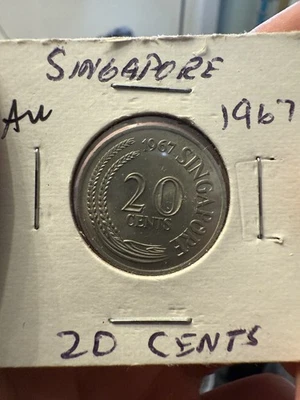 SINGAPORE
AU 1967
1967 SINGAPORE
20
CENTS
20 CENTS